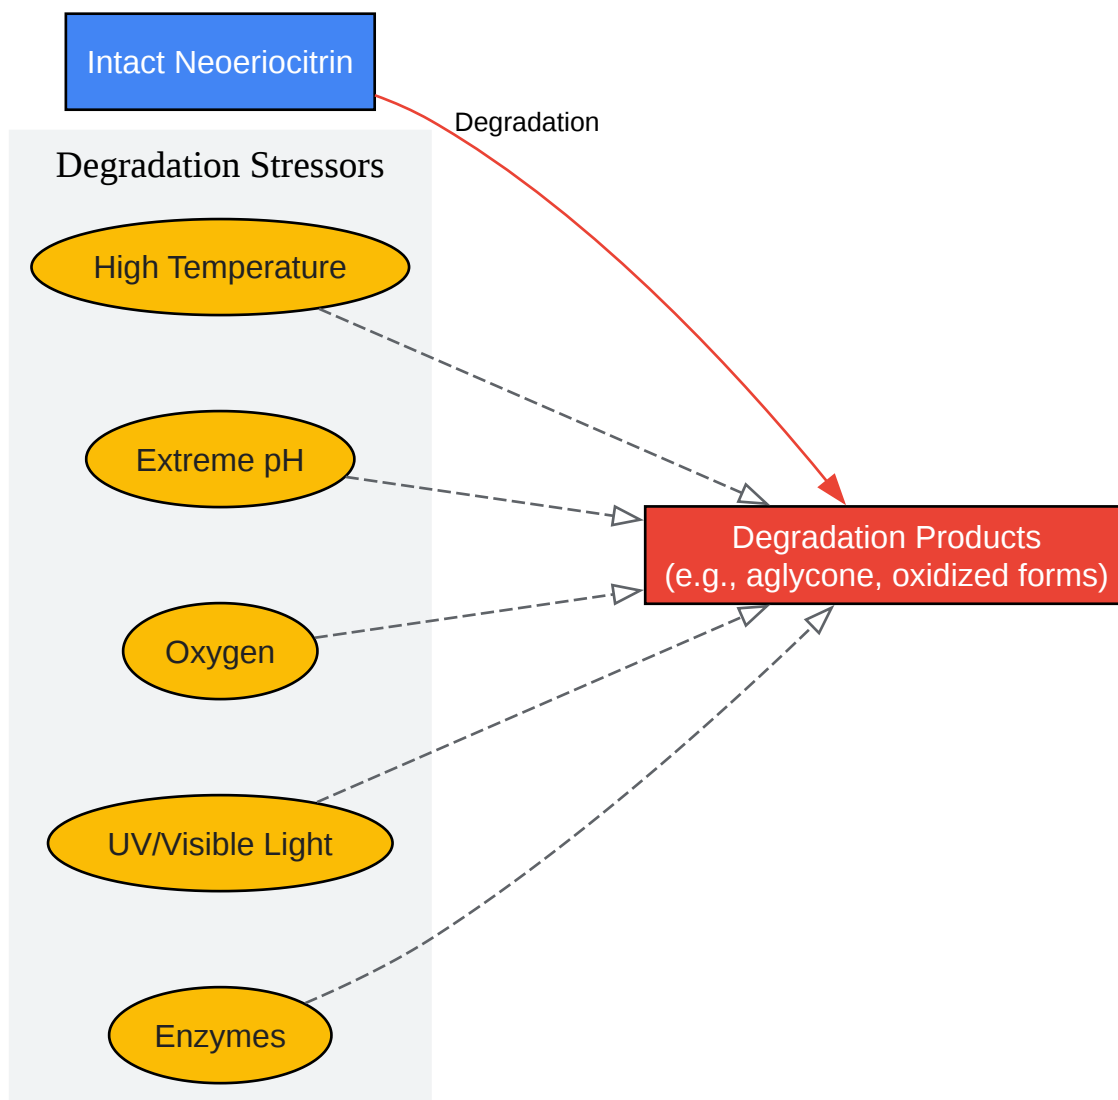 Intact Neoeriocitrin
Degradation
Degradation Stressors
High Temperature
Extreme pH
Degradation Products
(e.g., aglycone, oxidized forms)
Oxygen
UV/Visible Light
Enzymes